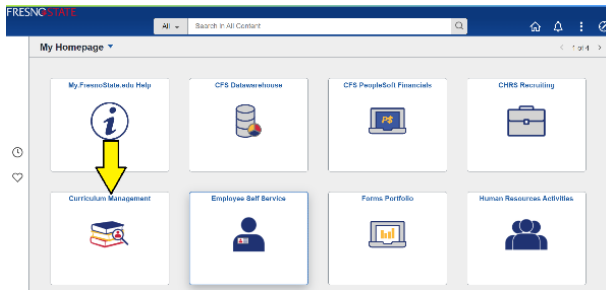 FRESNO STATE
All Search in All Content
My Homepage
1 of 4
My.FresnoState.edu Help
CFS Datawarehouse
CFS PeopleSoft Financials
CHRS Recruiting
i
PS
Curriculum Management
Employee Self Service
Forms Portfolio
Human Resources Activities